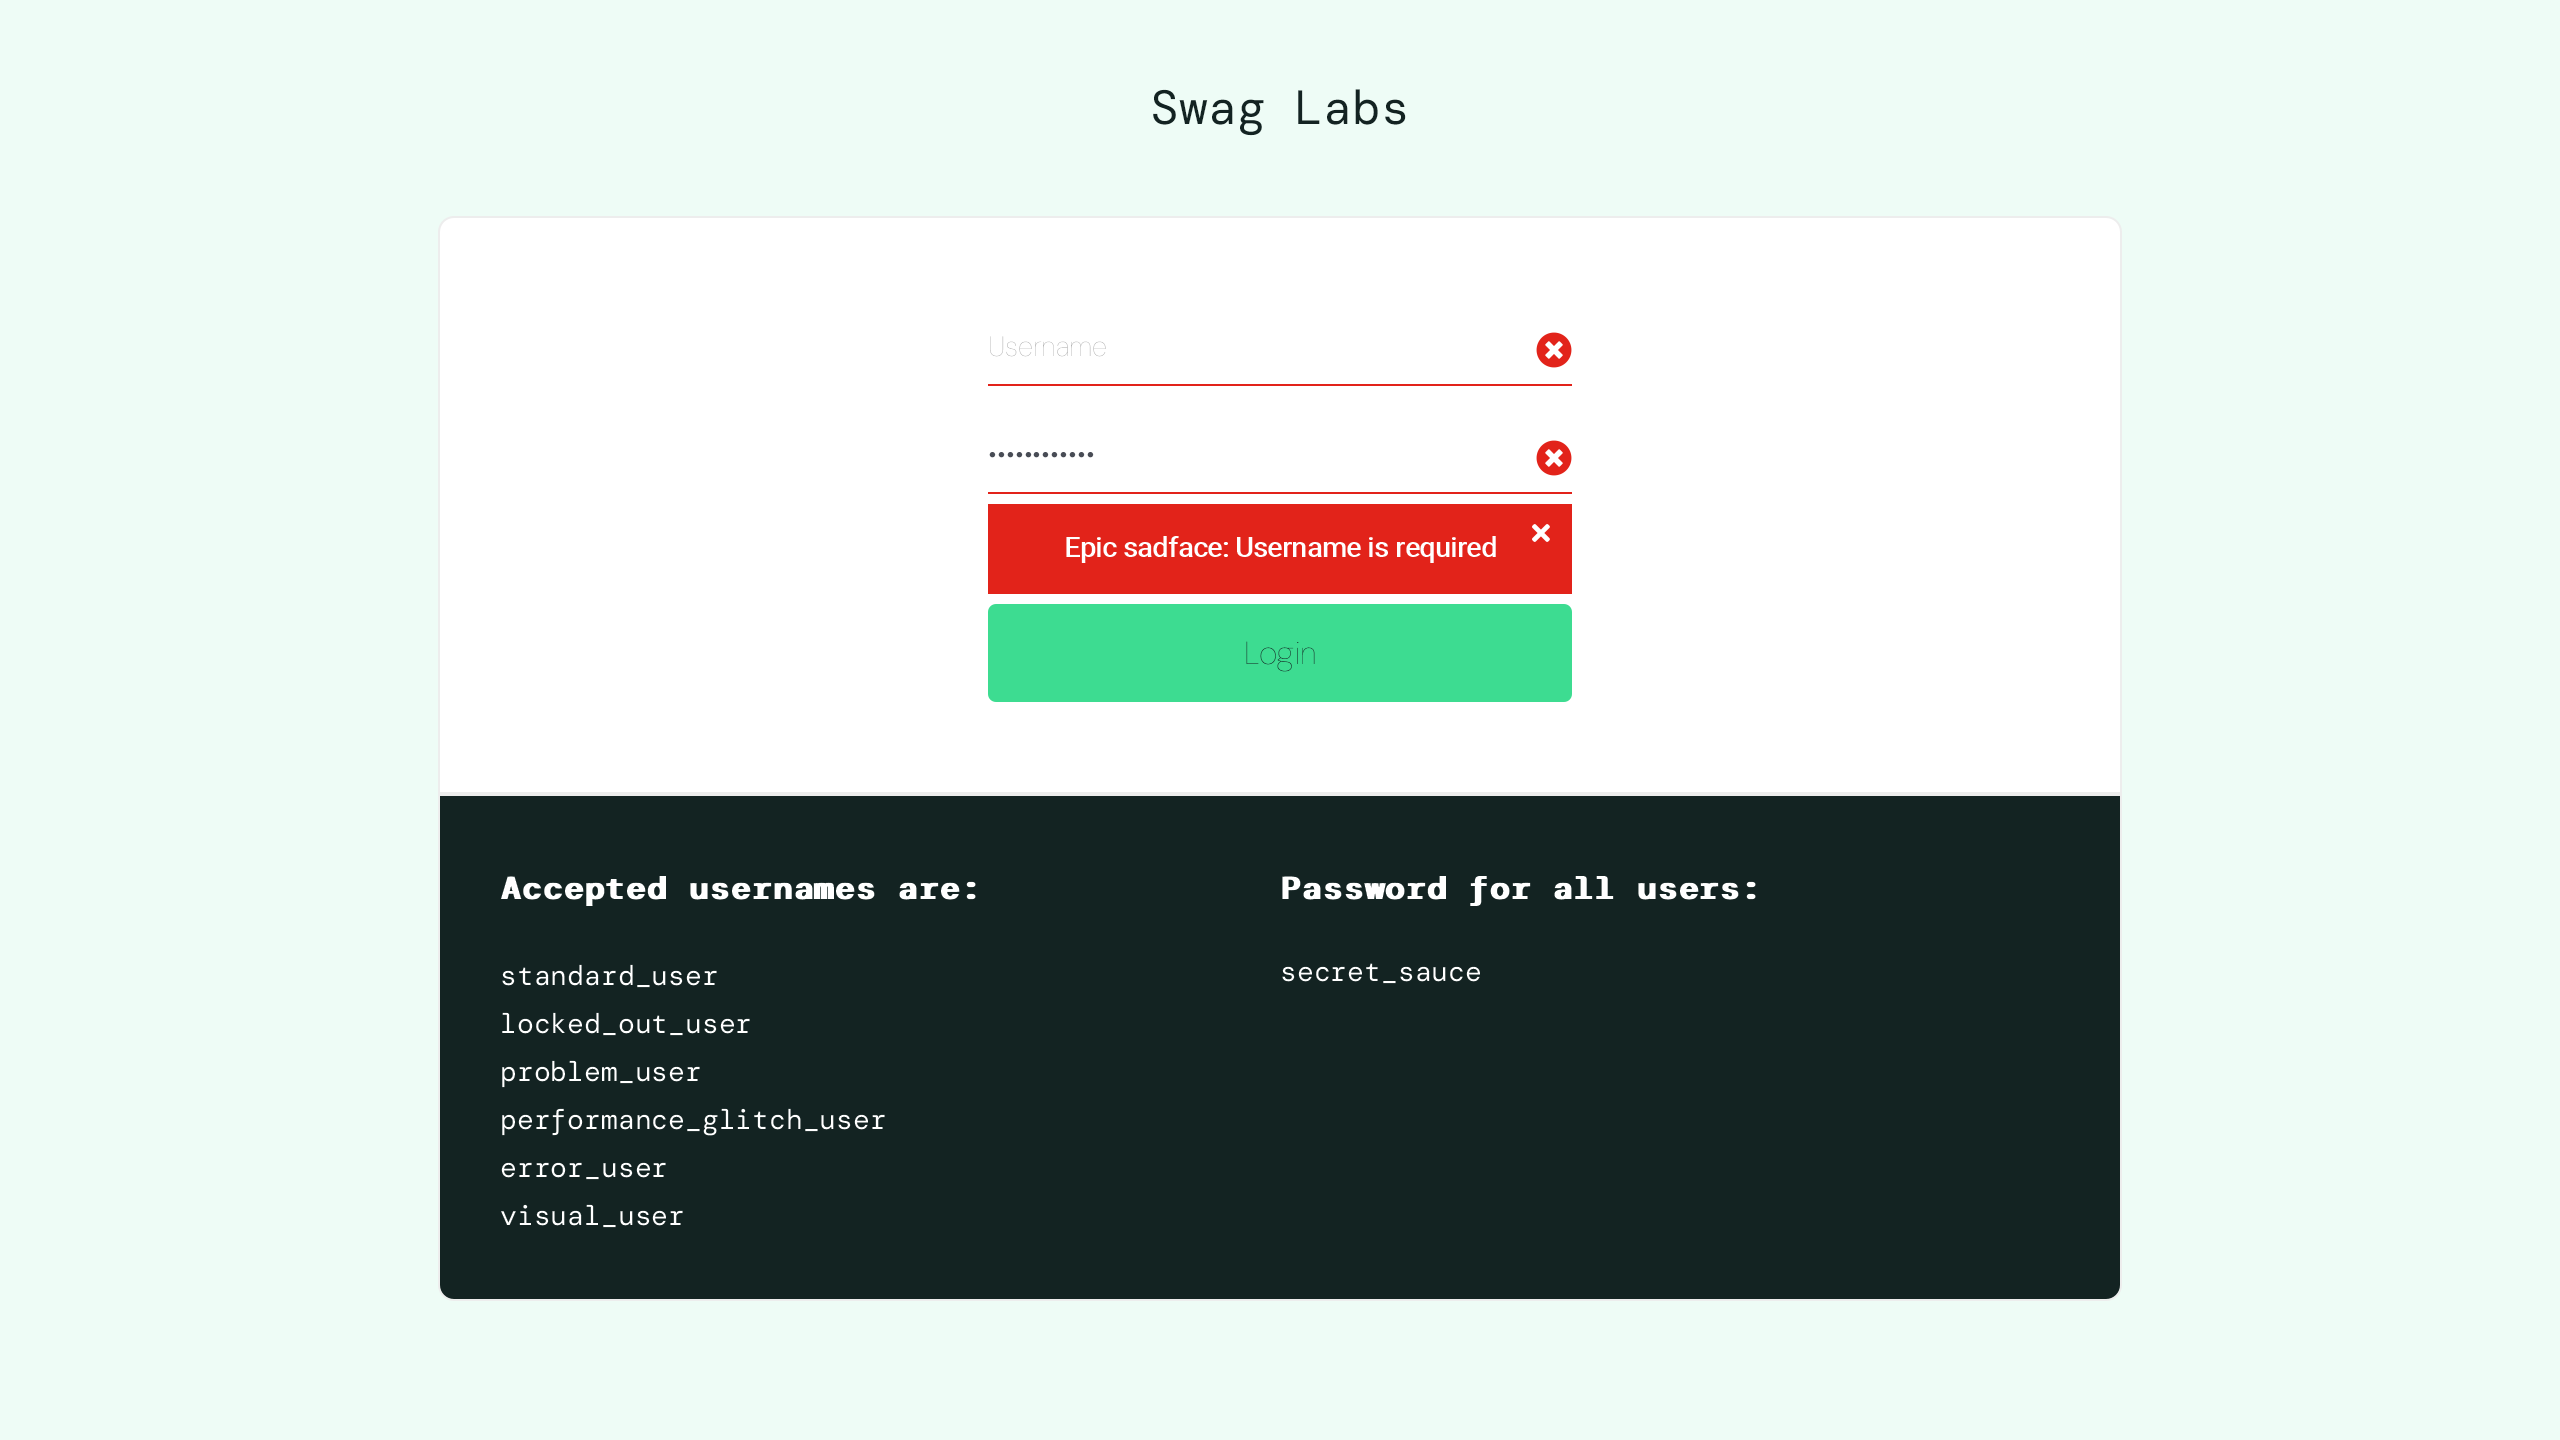 Swag Labs
Username
••••••••••••
Epic sadface: Username is required
Login
Accepted usernames are:
standard_user
locked_out_user
problem_user
performance_glitch_user
error_user
visual_user
Password for all users:
secret_sauce